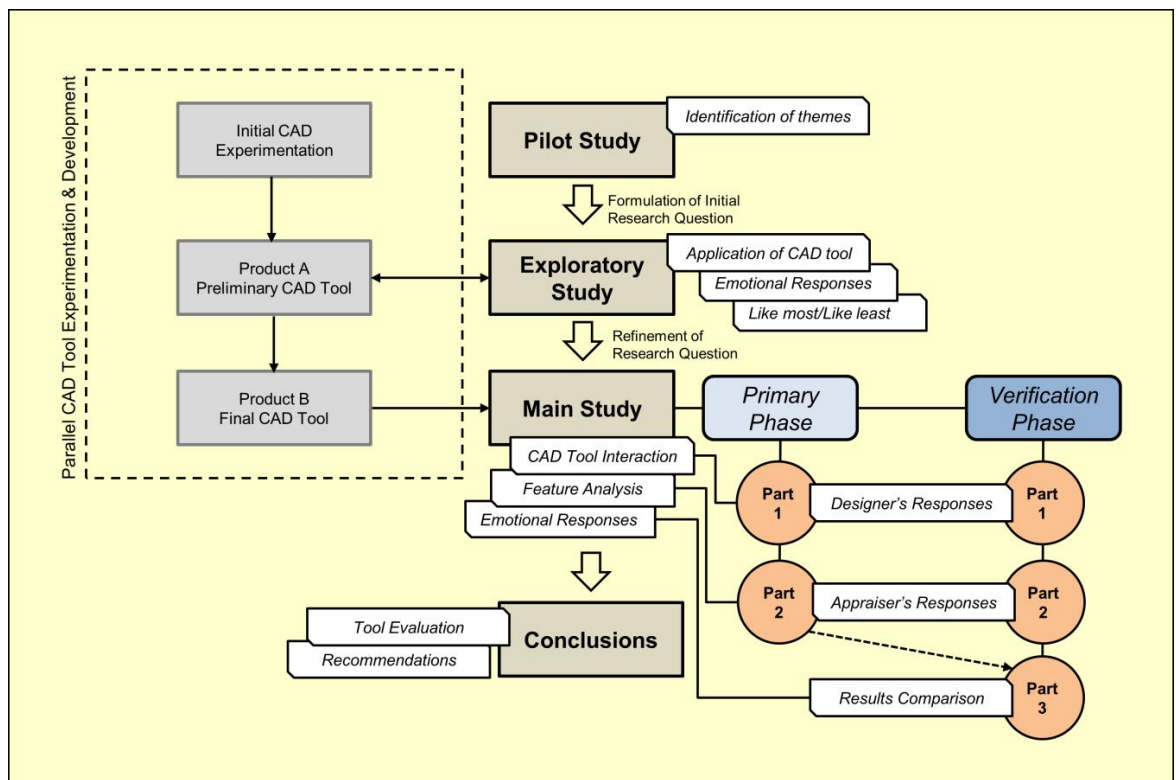 Parallel CAD Tool Experimentation & Development
Initial CAD
Experimentation
Product A
Preliminary CAD Tool
Product B
Final CAD Tool
Pilot Study
Identification of themes
Formulation of Initial
Research Question
Exploratory
Study
Application of CAD tool
Emotional Responses
Like most/Like least
Refinement of
Research Question
Main Study
CAD Tool Interaction
Feature Analysis
Emotional Responses
Conclusions
Tool Evaluation
Recommendations
Primary
Phase
Verification
Phase
Part
1
Designer's Responses
Part
1
Part
2
Appraiser's Responses
Part
2
Results Comparison
Part
3